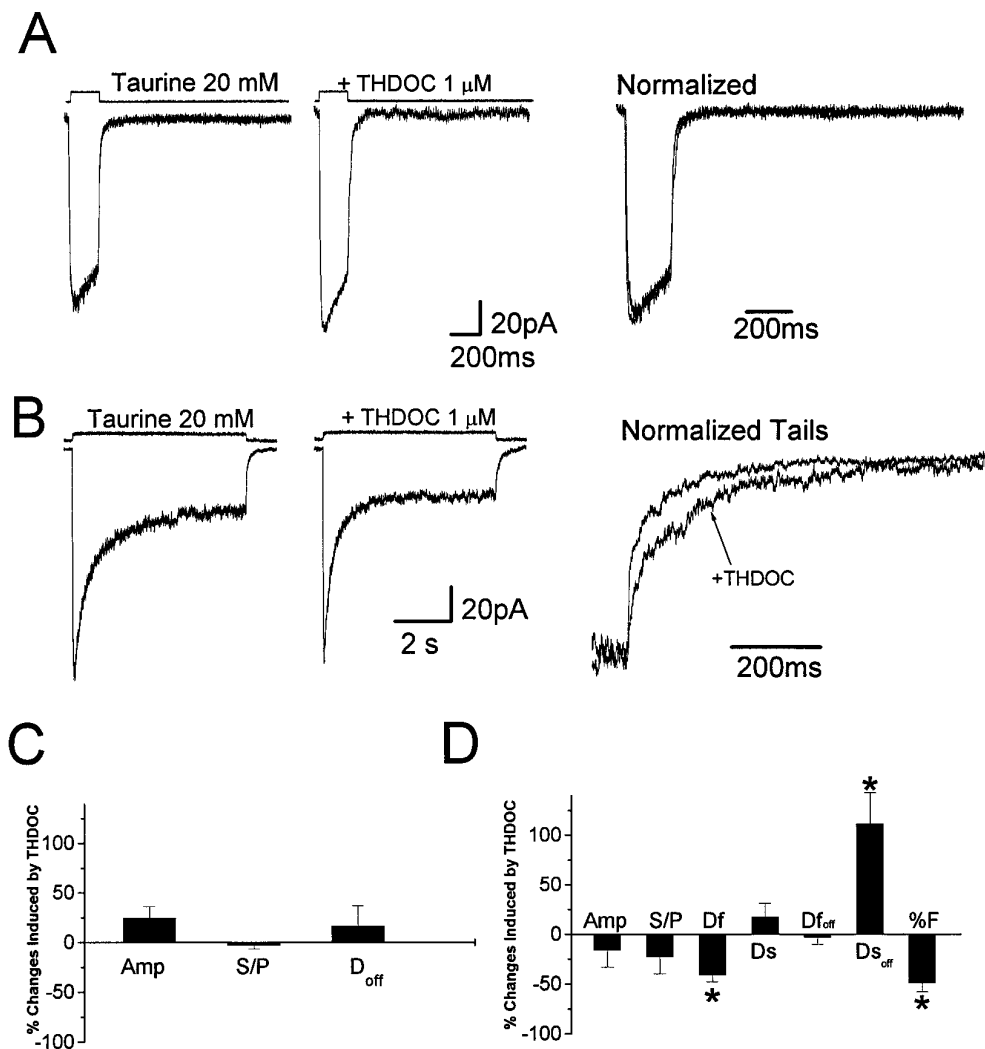 A
Taurine 20 mM
+ THDOC 1 μM
Normalized
20pA
200ms
200ms
B
Taurine 20 mM
+ THDOC 1 μM
Normalized Tails
+THDOC
20pA
2 s
200ms
C
% Changes Induced by THDOC
100
50
0
-50
-100
Amp
S/P
Doff
D
% Changes Induced by THDOC
100
50
0
-50
-100
*
Amp
S/P
Df
Dfoff
%F
Ds
Dsoff
*
*